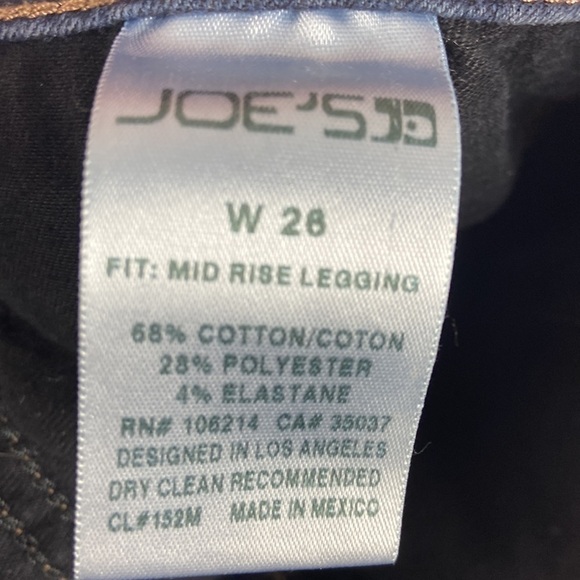 JOE'S
W 26
FIT: MID RISE LEGGING
68% COTTON/COTON
28% POLYESTER
4% ELASTANE
RN# 106214 CA# 35037
DESIGNED IN LOS ANGELES
DRY CLEAN RECOMMENDED
CL#152M MADE IN MEXICO